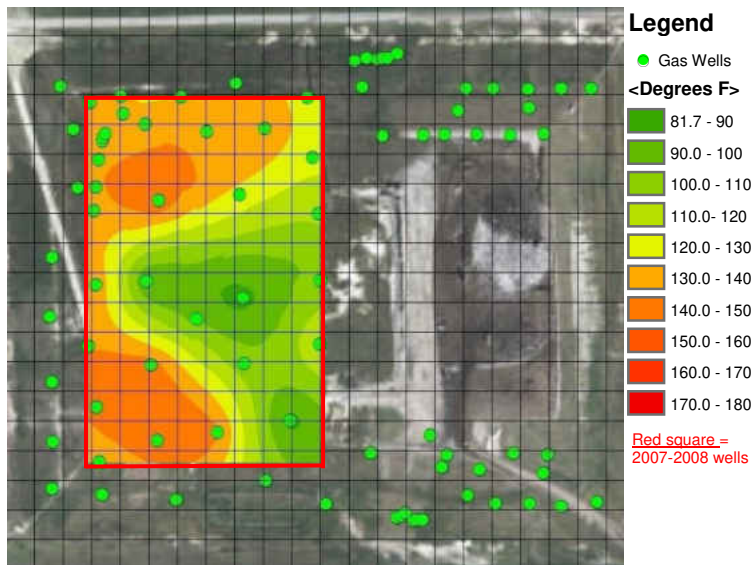 Legend
Gas Wells
<Degrees F>
81.7 - 90
90.0 - 100
100.0 - 110
110.0- 120
120.0 - 130
130.0 - 140
140.0 - 150
150.0 - 160
160.0 - 170
170.0 - 180
Red square =
2007-2008 wells